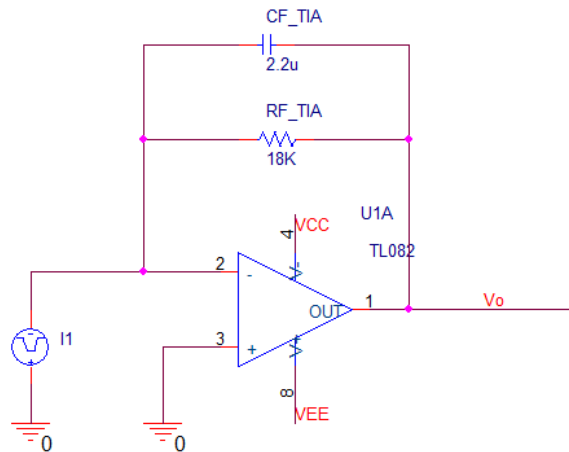 CF_TIA
2.2u
RF_TIA
18K
U1A
VCC
4
TL082
V-
2
-
OUT
1
Vo
I1
3
+
V+
8
VEE
0
0